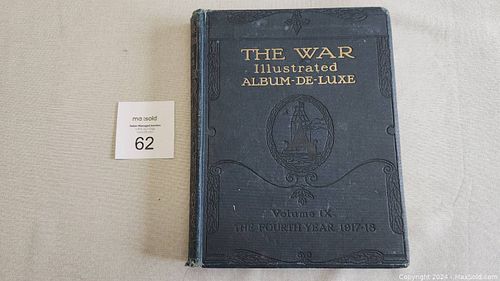 THE WAR
Illustrated
ALBUM-DE-LUXE
Volume IX
THE FOURTH YEAR 1917-18
maxsold
62
Copyright 2024 - MaxSold.com